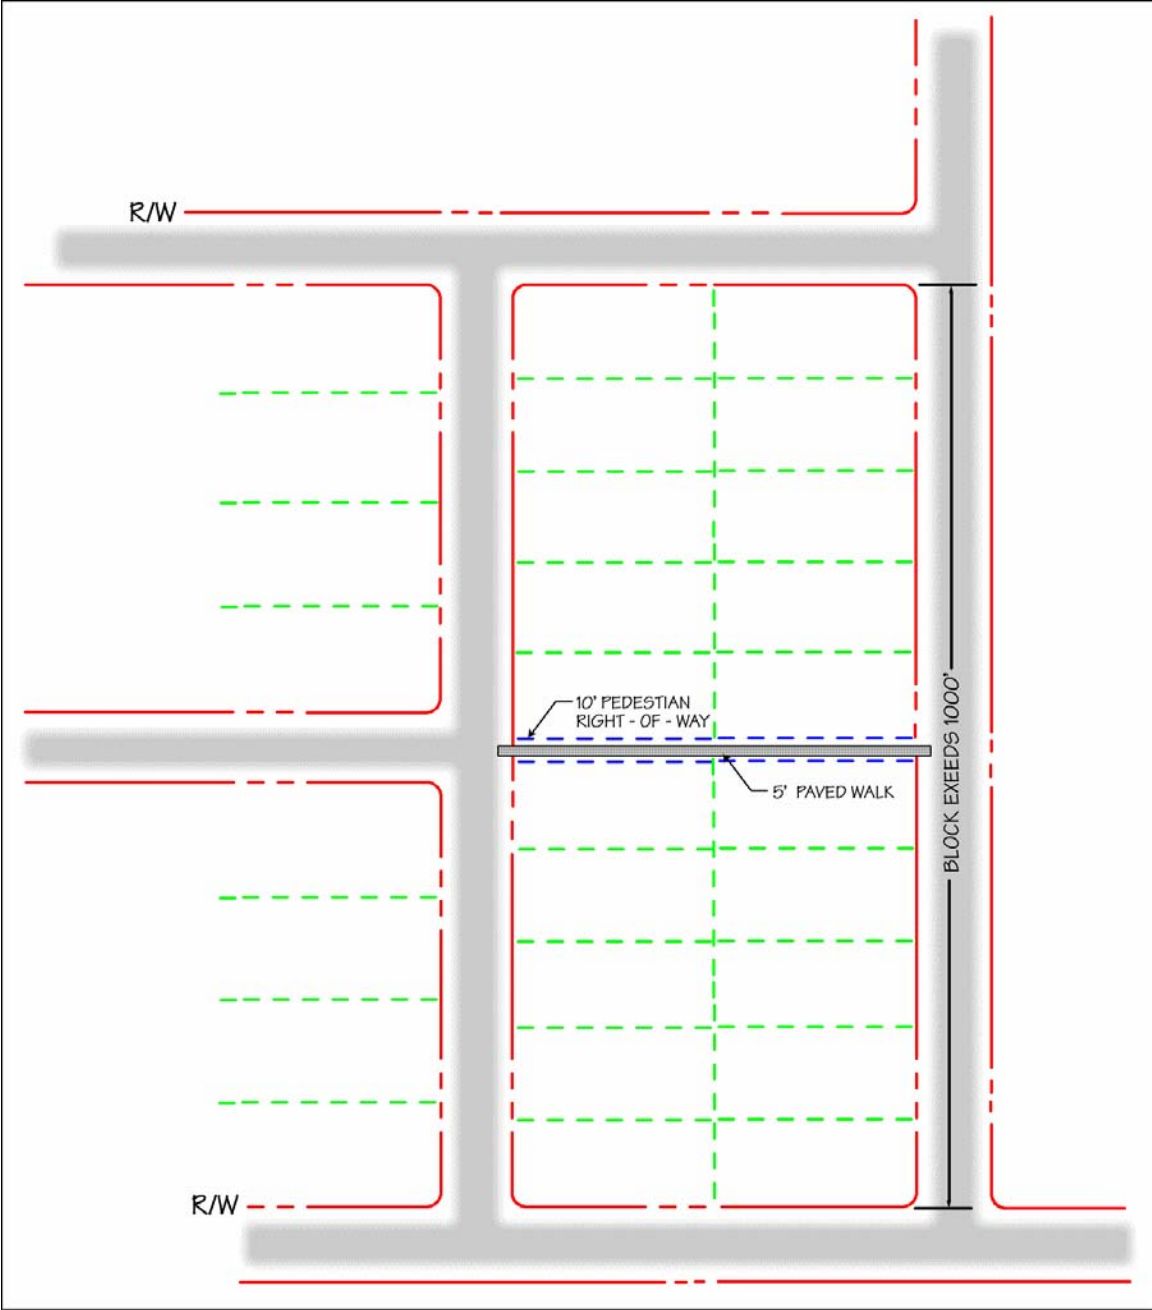 R/W
10' PEDESTIAN
RIGHT - OF - WAY
5' PAVED WALK
BLOCK EXEEDS 1000'
R/W